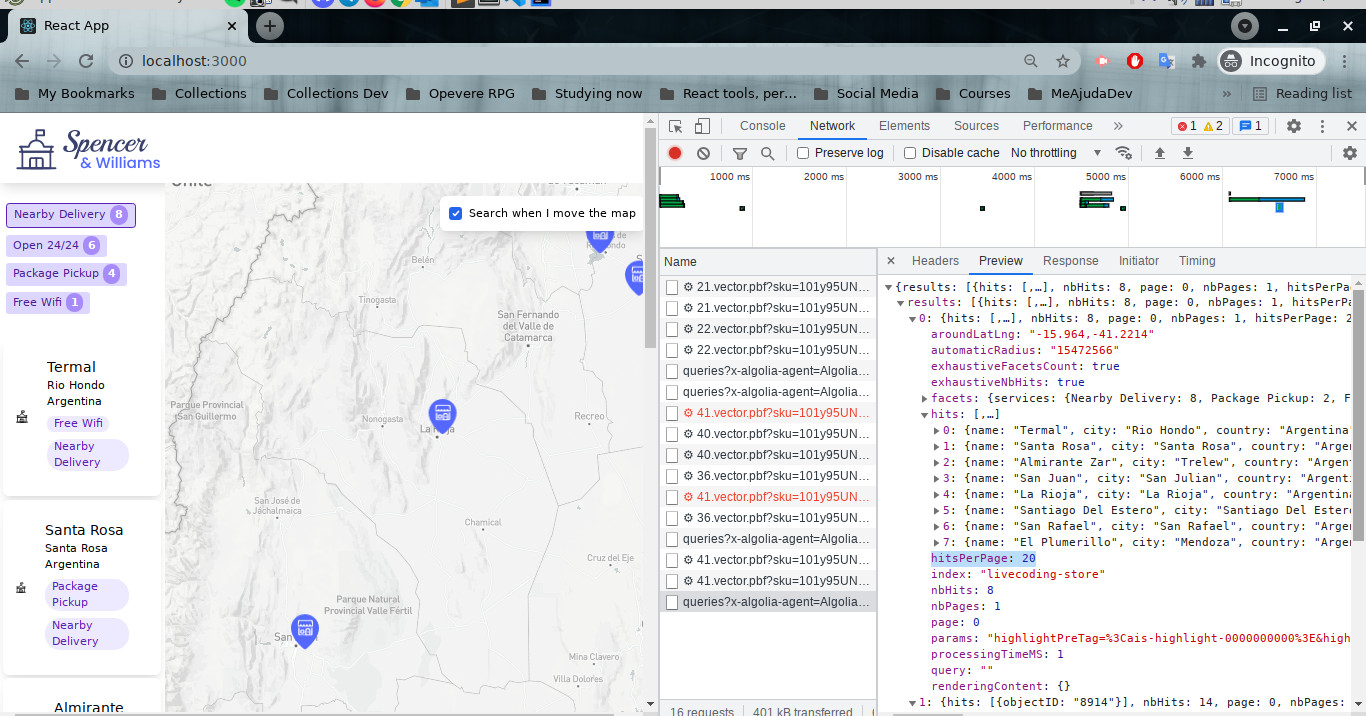 React App
localhost:3000
Incognito
My Bookmarks
Collections
Collections Dev
Opevere RPG
Studying now
React tools, per...
Social Media
Courses
MeAjudaDev
»
Reading list
Spencer
& Williams
Nearby Delivery 8
Open 24/24 6
Package Pickup 4
Free Wifi 1
Termal
Rio Hondo
Argentina
Free Wifi
Nearby
Delivery
Santa Rosa
Santa Rosa
Argentina
Package
Pickup
Nearby
Delivery
Almirante
Search when I move the map
Belén
Tinogasta
San Fernando
del Valle de
Catamarca
Parque Provincial
San Guillermo
Nonogasta
Recreo
San José de
Jáchalmaica
Chamical
Cruz del Eje
Parque Natural
Provincial Valle Fértil
Mina Clavero
Villa Dolores
Console
Network
Elements
Sources
Performance
»
1
2
1
Preserve log
Disable cache
No throttling
1000 ms
2000 ms
3000 ms
4000 ms
5000 ms
6000 ms
7000 ms
Name
21.vector.pbf?sku=101y95UN...
21.vector.pbf?sku=101y95UN...
22.vector.pbf?sku=101y95UN...
22.vector.pbf?sku=101y95UN...
queries?x-algolia-agent=Algolia...
queries?x-algolia-agent=Algolia...
41.vector.pbf?sku=101y95UN...
40.vector.pbf?sku=101y95UN...
40.vector.pbf?sku=101y95UN...
36.vector.pbf?sku=101y95UN...
41.vector.pbf?sku=101y95UN...
36.vector.pbf?sku=101y95UN...
queries?x-algolia-agent=Algolia...
41.vector.pbf?sku=101y95UN...
41.vector.pbf?sku=101y95UN...
queries?x-algolia-agent=Algolia...
16 requests
401 kB transferred
Headers
Preview
Response
Initiator
Timing
{results: [{hits: [,…], nbHits: 8, page: 0, nbPages: 1, hitsPerPa
results: [{hits: [,…], nbHits: 8, page: 0, nbPages: 1, hitsPerPa
0: {hits: [,…], nbHits: 8, page: 0, nbPages: 1, hitsPerPage: 2
aroundLatLng: "-15.964,-41.2214"
automaticRadius: "15472566"
exhaustiveFacetsCount: true
exhaustiveNbHits: true
facets: {services: {Nearby Delivery: 8, Package Pickup: 2, F
hits: [,…]
0: {name: "Termal", city: "Rio Hondo", country: "Argentina
1: {name: "Santa Rosa", city: "Santa Rosa", country: "Argen
2: {name: "Almirante Zar", city: "Trelew", country: "Argen
3: {name: "San Juan", city: "San Julian", country: "Argenti
4: {name: "La Rioja", city: "La Rioja", country: "Argentina
5: {name: "Santiago Del Estero", city: "Santiago Del Estero
6: {name: "San Rafael", city: "San Rafael", country: "Argen
7: {name: "El Plumerillo", city: "Mendoza", country: "Argen
hitsPerPage: 20
index: "livecoding-store"
nbHits: 8
nbPages: 1
page: 0
params: "highlightPreTag=%3Cais-highlight-0000000000%3E&high
processingTimeMS: 1
query: ""
renderingContent: {}
1: {hits: [{objectID: "8914"}], nbHits: 14, page: 0, nbPages: